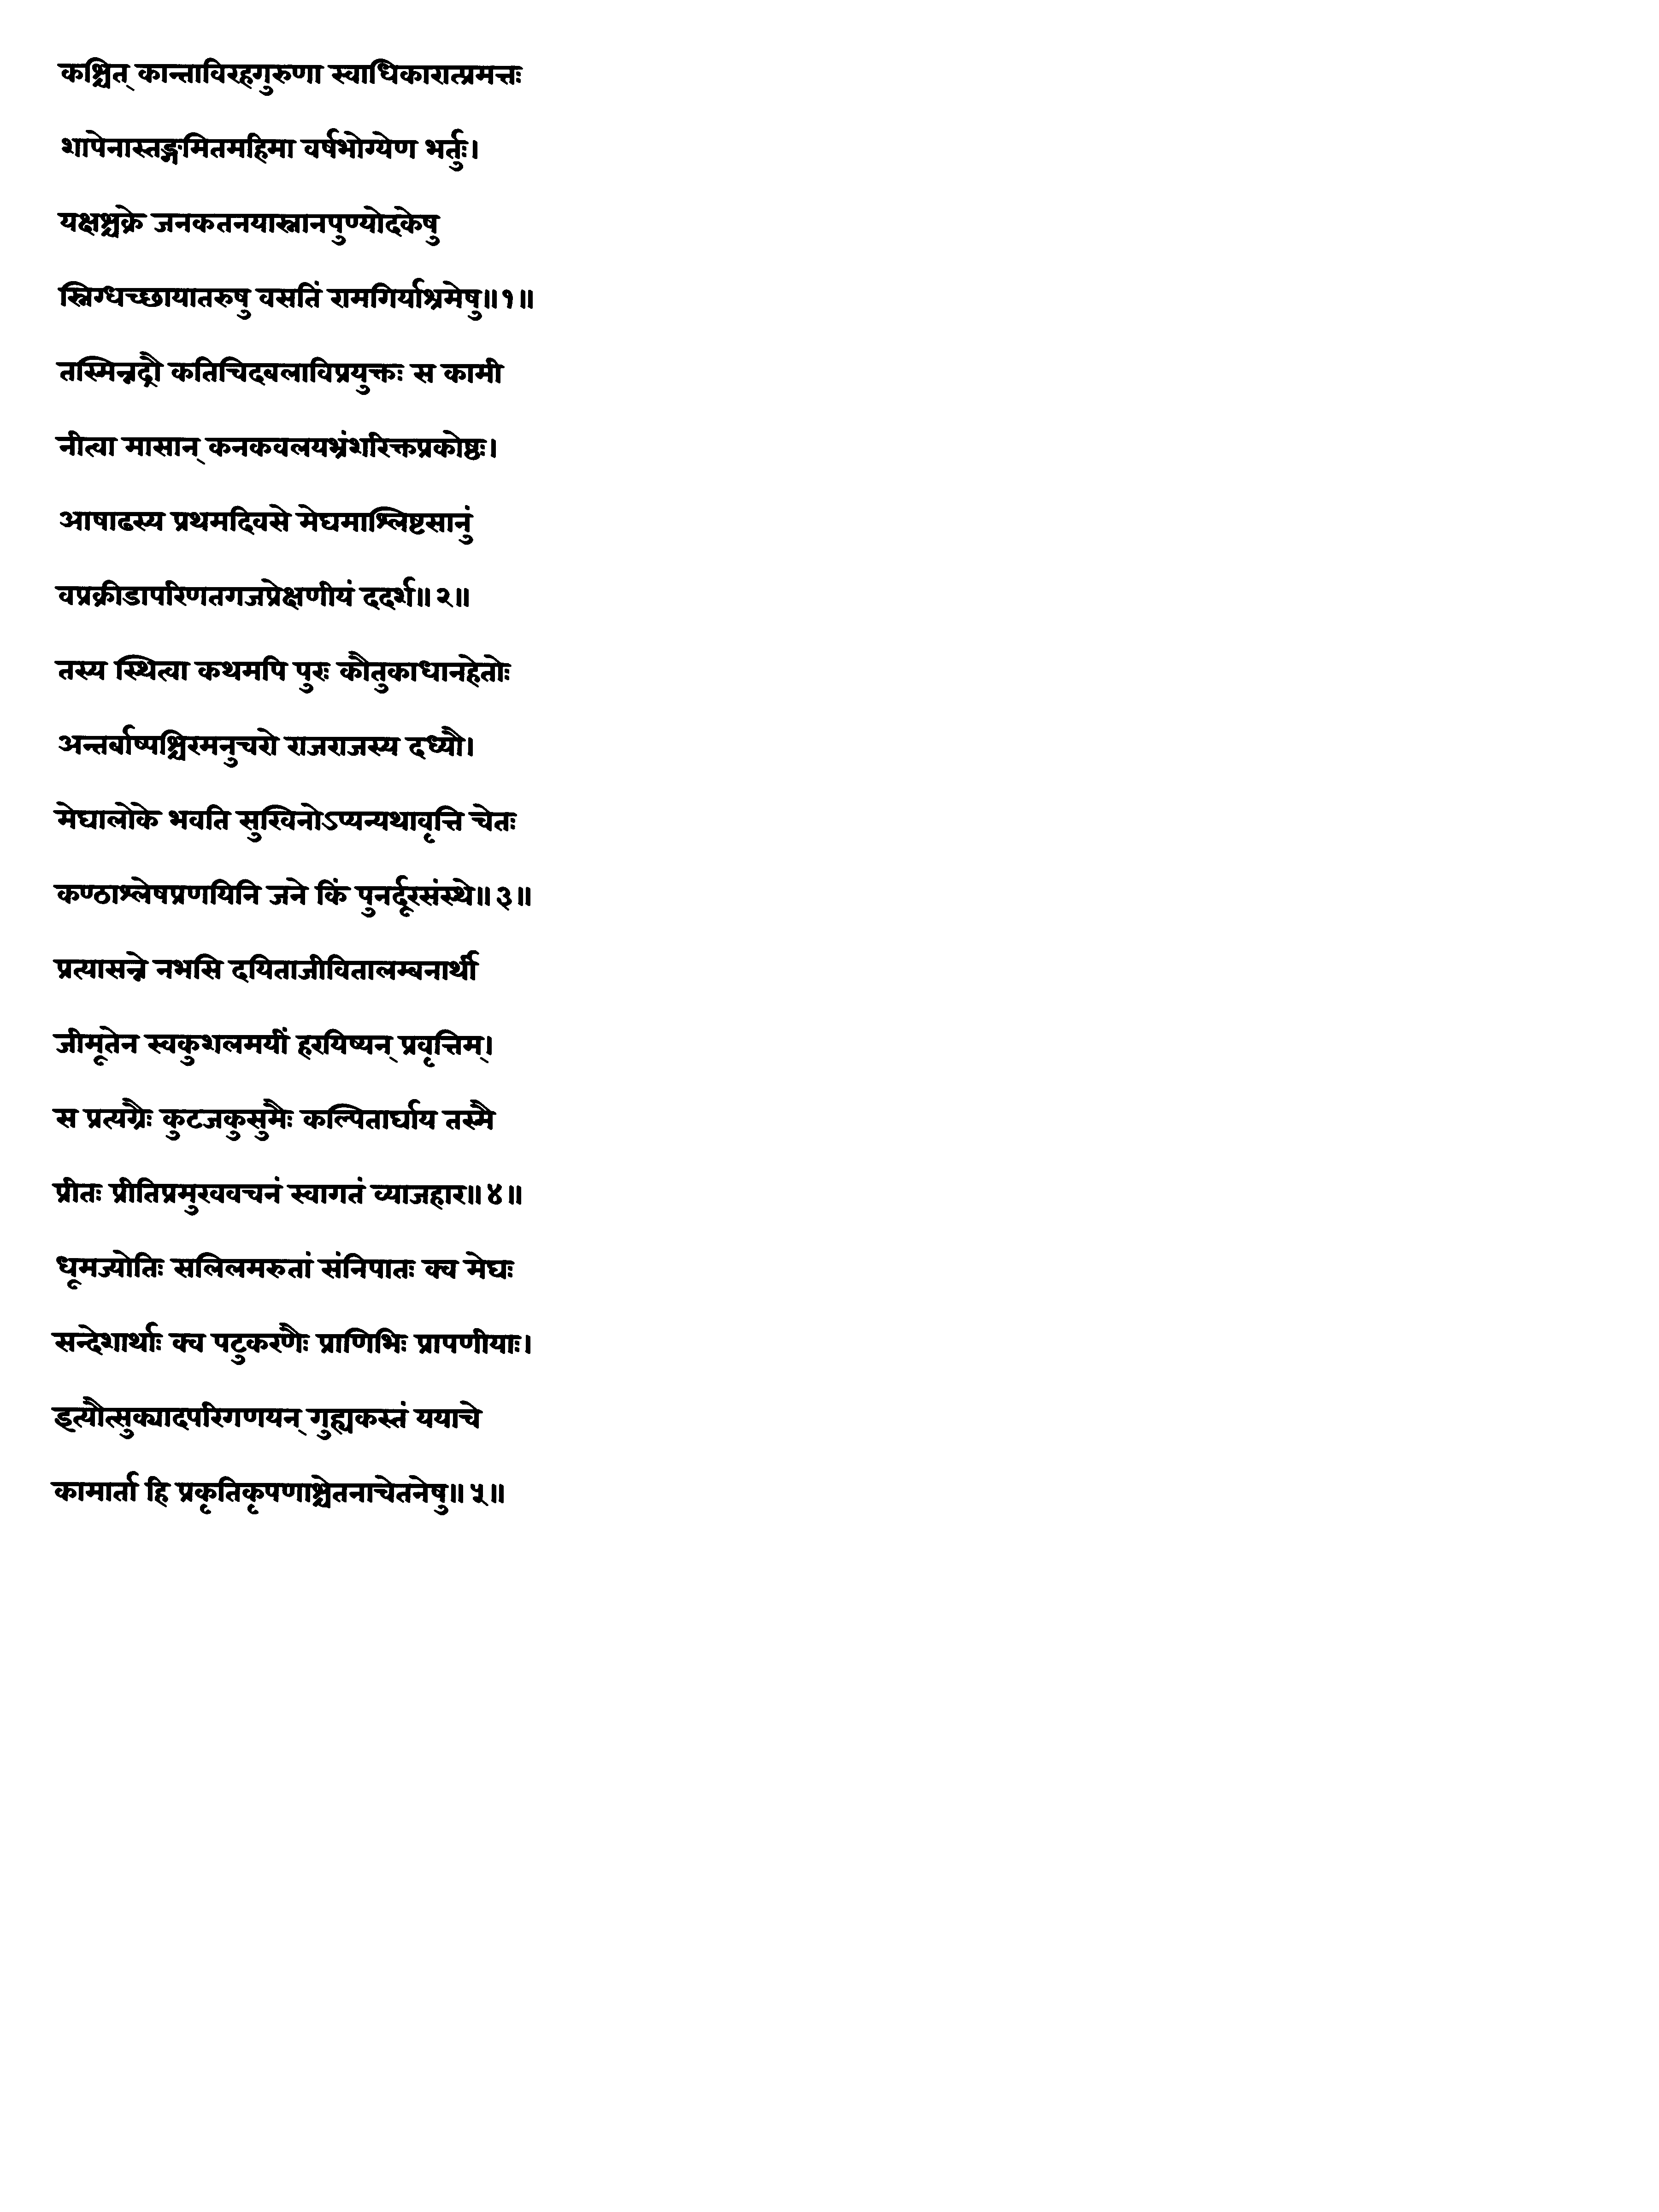 कश्चित् कान्ताविरहगुरुणा स्वाधिकारात्प्रमत्तः
शापेनास्तङ्गमितमहिमा वर्षभोग्येण भर्तुः।
यक्षश्चक्रे जनकतनयास्नानपुण्योदकेषु
स्निग्धच्छायातरुषु वसतिं रामगिर्याश्रमेषु॥१॥
तस्मिन्नद्रौ कतिचिदबलाविप्रयुक्तः स कामी
नीत्वा मासान् कनकवलयभ्रंशरिक्तप्रकोष्ठः।
आषाढस्य प्रथमदिवसे मेघमाश्लिष्टसानुं
वप्रक्रीडापरिणतगजप्रेक्षणीयं ददर्श॥२॥
तस्य स्थित्वा कथमपि पुरः कौतुकाधानहेतोः
अन्तर्बाष्पश्चिरमनुचरो राजराजस्य दध्यौ।
मेघालोके भवति सुखिनोऽप्यन्यथावृत्ति चेतः
कण्ठाश्लेषप्रणयिनि जने किं पुनर्दूरसंस्थे॥३॥
प्रत्यासन्ने नभसि दयिताजीवितालम्बनार्थी
जीमूतेन स्वकुशलमयीं हरयिष्यन् प्रवृत्तिम्।
स प्रत्यग्रैः कुटजकुसुमैः कल्पितार्घाय तस्मै
प्रीतः प्रीतिप्रमुखवचनं स्वागतं व्याजहार॥४॥
धूमज्योतिः सलिलमरुतां संनिपातः क्व मेघः
सन्देशार्थाः क्व पटुकरणैः प्राणिभिः प्रापणीयाः।
इत्यौत्सुक्यादपरिगणयन् गुह्यकस्तं ययाचे
कामार्ता हि प्रकृतिकृपणाश्चेतनाचेतनेषु॥५॥